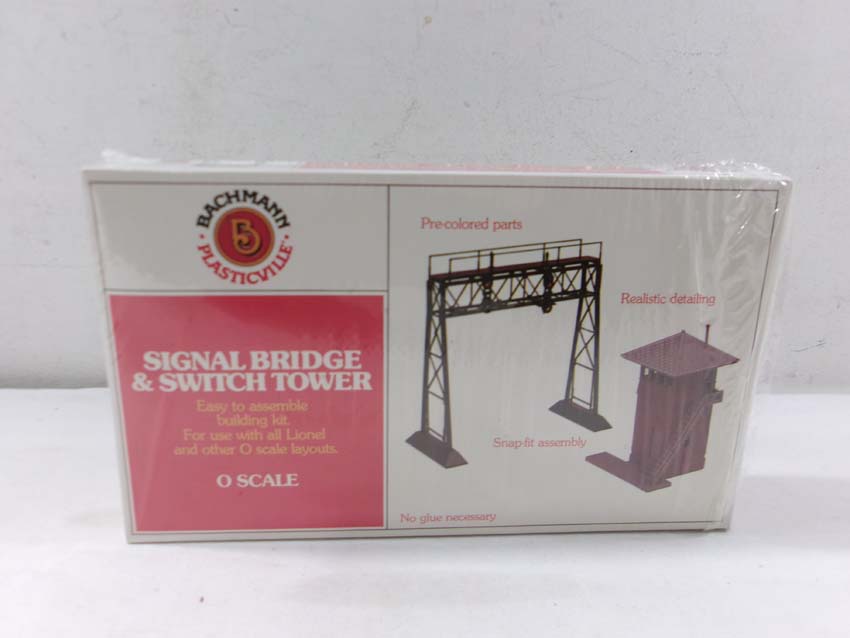 BACHMANN
B
PLASTICVILLE
SIGNAL BRIDGE
& SWITCH TOWER
Easy to assemble
building kit.
For use with all Lionel
and other O scale layouts.
O SCALE
Pre-colored parts
Realistic detailing
Snap-fit assembly
No glue necessary